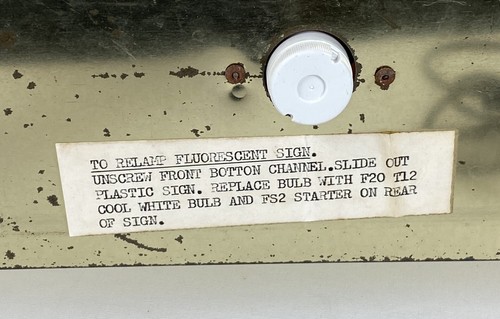 TO RELAMP FLUORESCENT SIGN.
UNSCREW FRONT BOTTON CHANNEL.SLIDE OUT
PLASTIC SIGN. REPLACE BULB WITH F20 T12
COOL WHITE BULB AND FS2 STARTER ON REAR
OF SIGN.